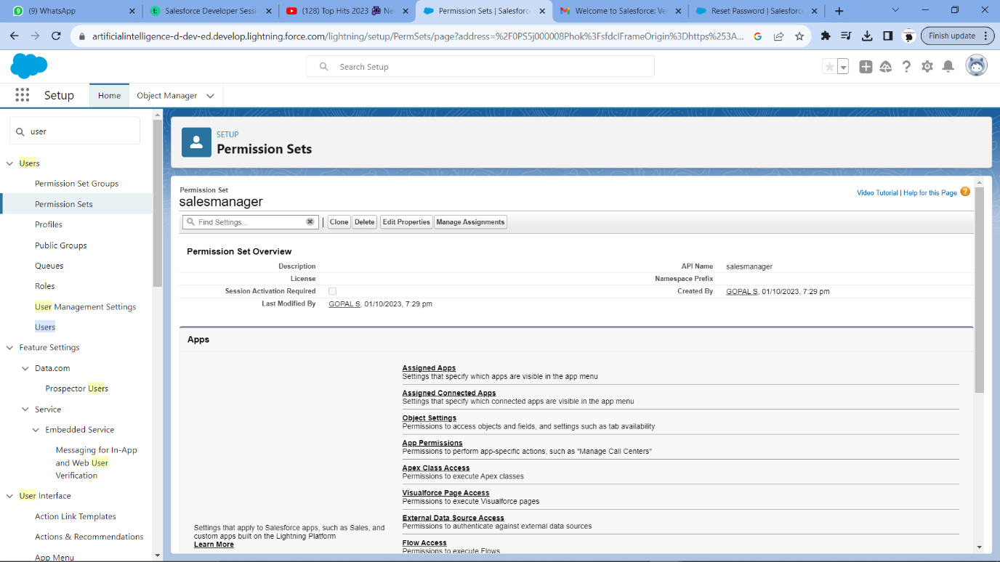 (9) WhatsApp
Salesforce Developer Sessi
(128) Top Hits 2023
Ne
Permission Sets | Salesforc
Welcome to Salesforce: Ve
Reset Password | Salesforce
artificialintelligence-d-dev-ed.develop.lightning.force.com/lightning/setup/PermSets/page?address=%2F0PS5j000008Phok%3FsfdcIFrameOrigin%3Dhttps%253A...
Finish update
Search Setup
Setup
Home
Object Manager
user
Users
Permission Set Groups
Permission Sets
Profiles
Public Groups
Queues
Roles
User Management Settings
Users
Feature Settings
Data.com
Prospector Users
Service
Embedded Service
Messaging for In-App
and Web User
Verification
User Interface
Action Link Templates
Actions & Recommendations
App Menu
SETUP
Permission Sets
Permission Set
salesmanager
Video Tutorial | Help for this Page
Find Settings... | Clone Delete Edit Properties Manage Assignments
Permission Set Overview
Description
API Name salesmanager
License
Namespace Prefix
Session Activation Required
Created By GOPAL S, 01/10/2023, 7:29 pm
Last Modified By GOPAL S, 01/10/2023, 7:29 pm
Apps
Settings that apply to Salesforce apps, such as Sales, and
custom apps built on the Lightning Platform
Learn More
Assigned Apps
Settings that specify which apps are visible in the app menu
Assigned Connected Apps
Settings that specify which connected apps are visible in the app menu
Object Settings
Permissions to access objects and fields, and settings such as tab availability
App Permissions
Permissions to perform app-specific actions, such as "Manage Call Centers"
Apex Class Access
Permissions to execute Apex classes
Visualforce Page Access
Permissions to execute Visualforce pages
External Data Source Access
Permissions to authenticate against external data sources
Flow Access
Permissions to execute Flows